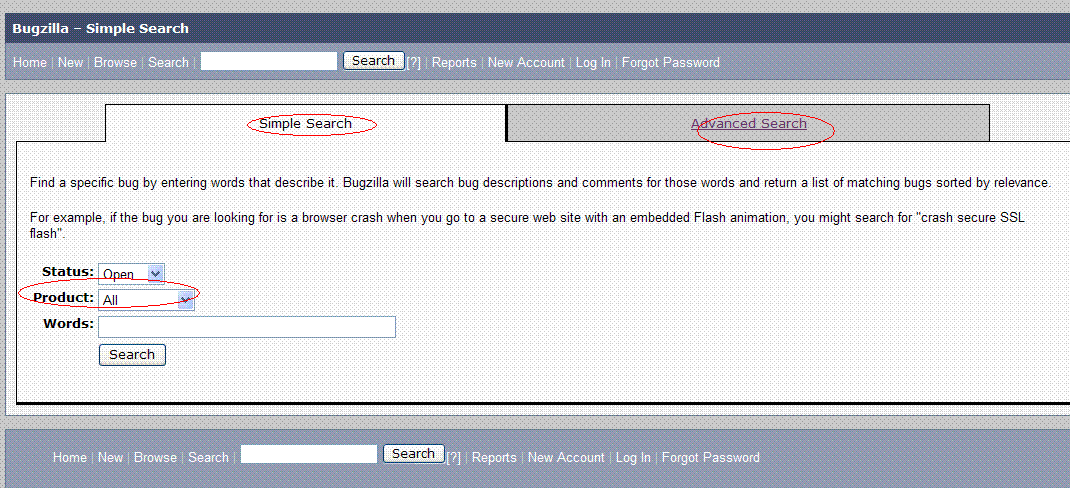 Bugzilla – Simple Search
Home | New | Browse | Search | Search [?] | Reports | New Account | Log In | Forgot Password
Simple Search Advanced Search
Find a specific bug by entering words that describe it. Bugzilla will search bug descriptions and comments for those words and return a list of matching bugs sorted by relevance.
For example, if the bug you are looking for is a browser crash when you go to a secure web site with an embedded Flash animation, you might search for "crash secure SSL
flash".
Status: Open
Product: All
Words:
Search
Home | New | Browse | Search | Search [?] | Reports | New Account | Log In | Forgot Password